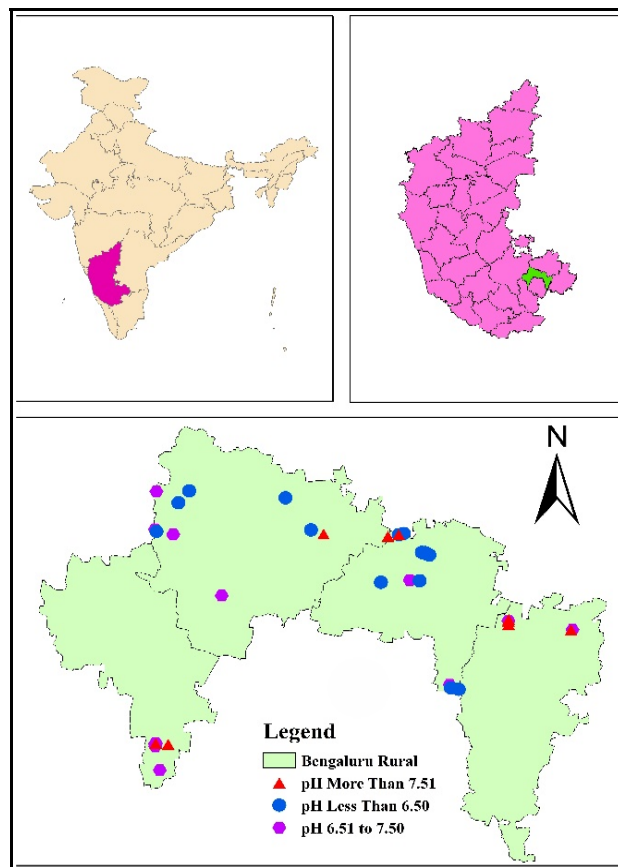 N
Legend
Bengaluru Rural
pH More Than 7.51
pH Less Than 6.50
pH 6.51 to 7.50